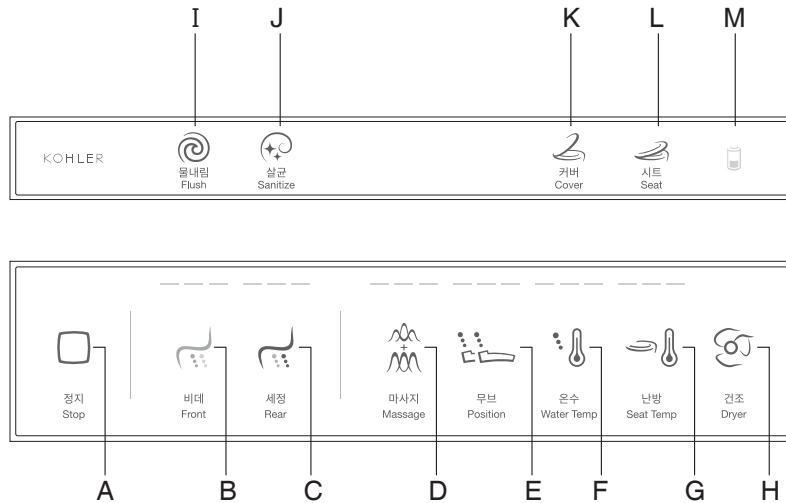 I J K L M
KOHLER
물내림 살균 커버 시트
Flush Sanitize Cover Seat
정지 비데 세정 마사지 무브 온수 난방 건조
Stop Front Rear Massage Position Water Temp Seat Temp Dryer
A B C D E F G H